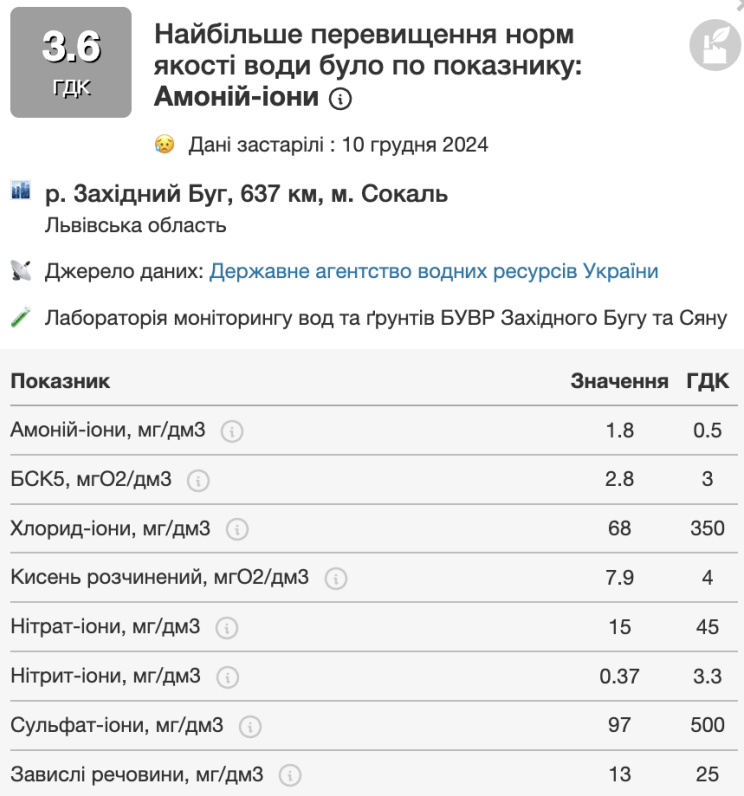 3.6
ГДК
Найбільше перевищення норм
якості води було по показнику:
Амоній-іони
Дані застарілі : 10 грудня 2024
р. Західний Буг, 637 км, м. Сокаль
Львівська область
Джерело даних: Державне агентство водних ресурсів України
Лабораторія моніторингу вод та ґрунтів БУВР Західного Бугу та Сяну
Показник Значення ГДК
Амоній-іони, мг/дм3 1.8 0.5
БСК5, мгО2/дм3 2.8 3
Хлорид-іони, мг/дм3 68 350
Кисень розчинений, мгО2/дм3 7.9 4
Нітрат-іони, мг/дм3 15 45
Нітрит-іони, мг/дм3 0.37 3.3
Сульфат-іони, мг/дм3 97 500
Завислі речовини, мг/дм3 13 25